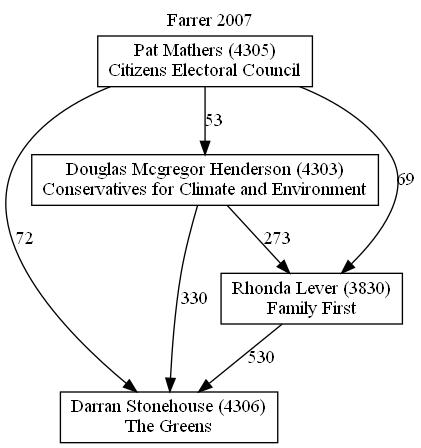 Farrer 2007
Pat Mathers (4305)
Citizens Electoral Council
53
Douglas Mcgregor Henderson (4303)
Conservatives for Climate and Environment
69
72
273
Rhonda Lever (3830)
Family First
330
530
Darran Stonehouse (4306)
The Greens